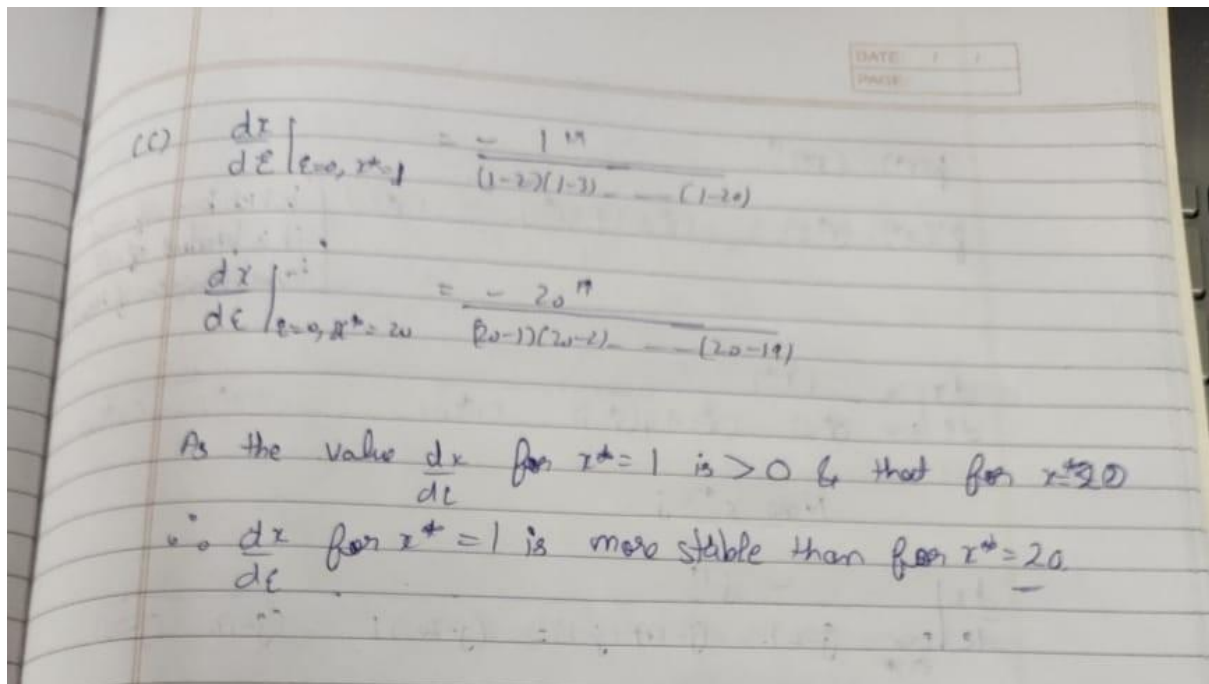 DATE / /
PAGE
(c) dx/dε |ε=0, x*=1 = - 1^19 / (1-2)(1-3) - - - (1-20)
dx/dε |ε=0, x*=20 = - 20^19 / (20-1)(20-2) - - - (20-19)
As the value dx/dε for x*=1 is >0 & that for x*=20
∴ dx/dε for x*=1 is more stable than for x*=20.